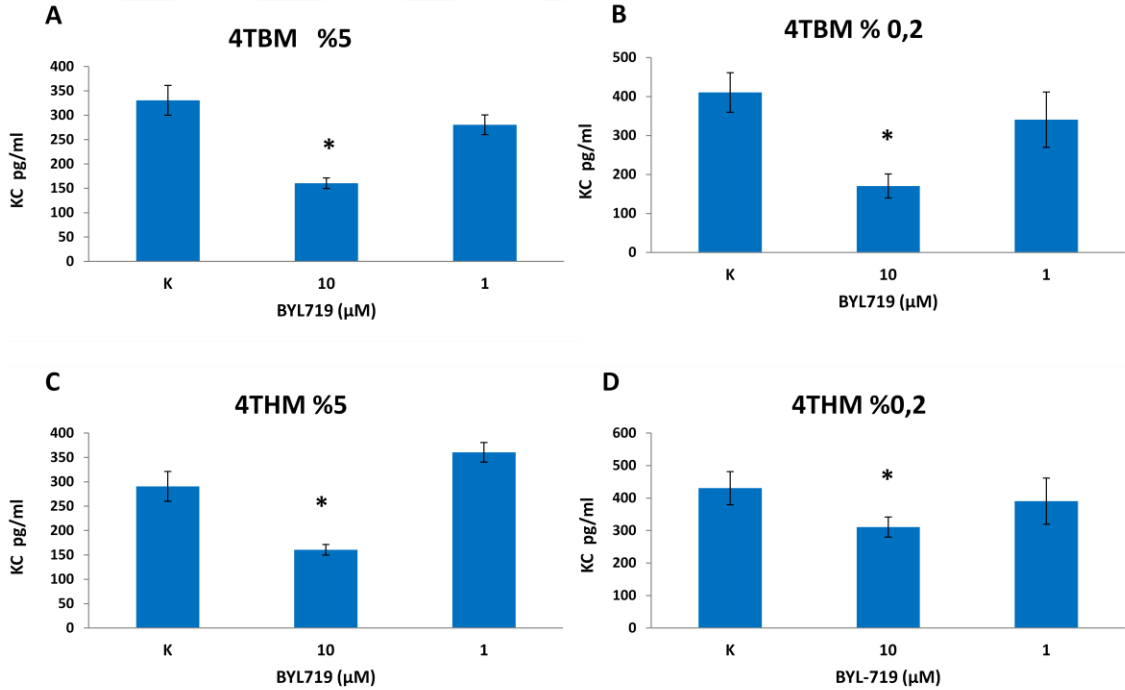 A
4TBM %5
KC pg/ml
400
350
300
250
200
150
100
50
0
*
K 10 1
BYL719 (µM)
B
4TBM % 0,2
KC pg/ml
500
400
300
200
100
0
*
K 10 1
BYL719 (µM)
C
4THM %5
KC pg/ml
400
350
300
250
200
150
100
50
0
*
K 10 1
BYL719 (µM)
D
4THM %0,2
KC pg/ml
600
500
400
300
200
100
0
*
K 10 1
BYL-719 (µM)